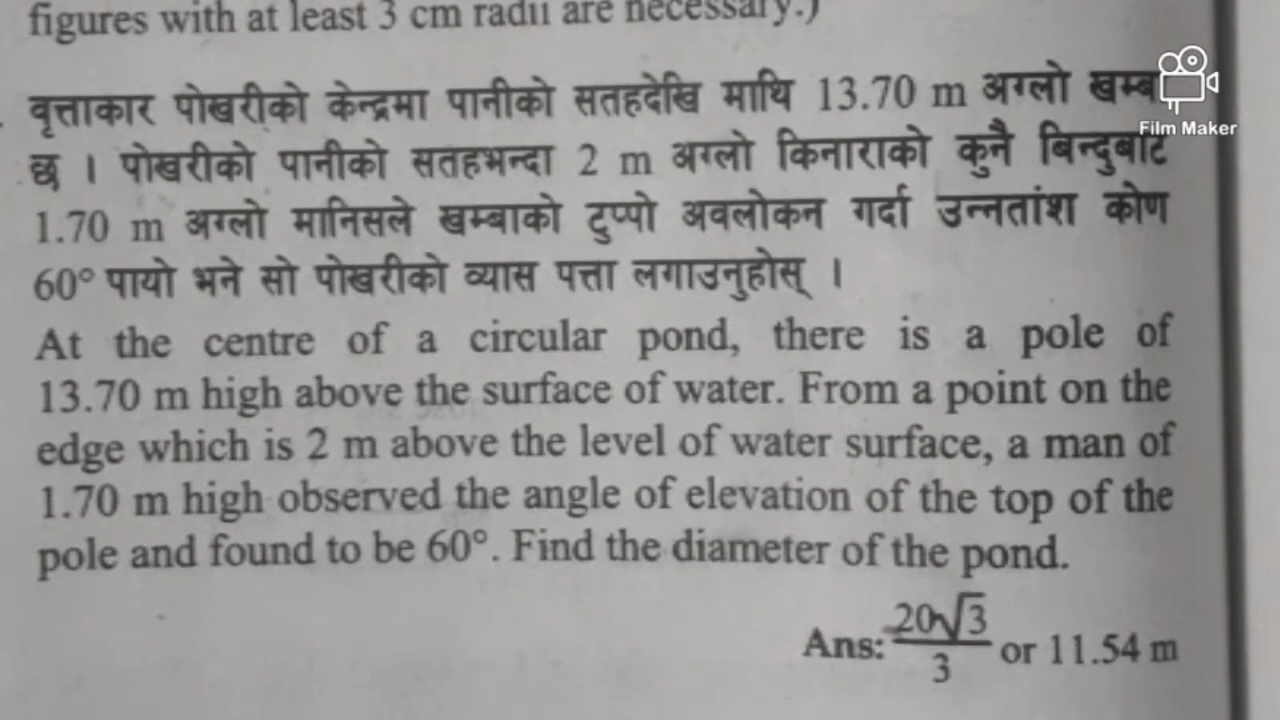 figures with at least 3 cm radii are necessary.)
वृत्ताकार पोखरीको केन्द्रमा पानीको सतहदेखि माथि 13.70 m अग्लो
Film Maker
छ । पोखरीको पानीको सतहभन्दा 2 m अग्लो किनाराको कुनै बिन्दुबाट
1.70 m अग्लो मानिसले खम्बाको टुप्पो अवलोकन गर्दा उन्नतांश कोण
60° पायो भने सो पोखरीको व्यास पत्ता लगाउनुहोस् ।
At the centre of a circular pond, there is a pole of
13.70 m high above the surface of water. From a point on the
edge which is 2 m above the level of water surface, a man of
1.70 m high observed the angle of elevation of the top of the
pole and found to be 60°. Find the diameter of the pond.
Ans: 20√3/3 or 11.54 m